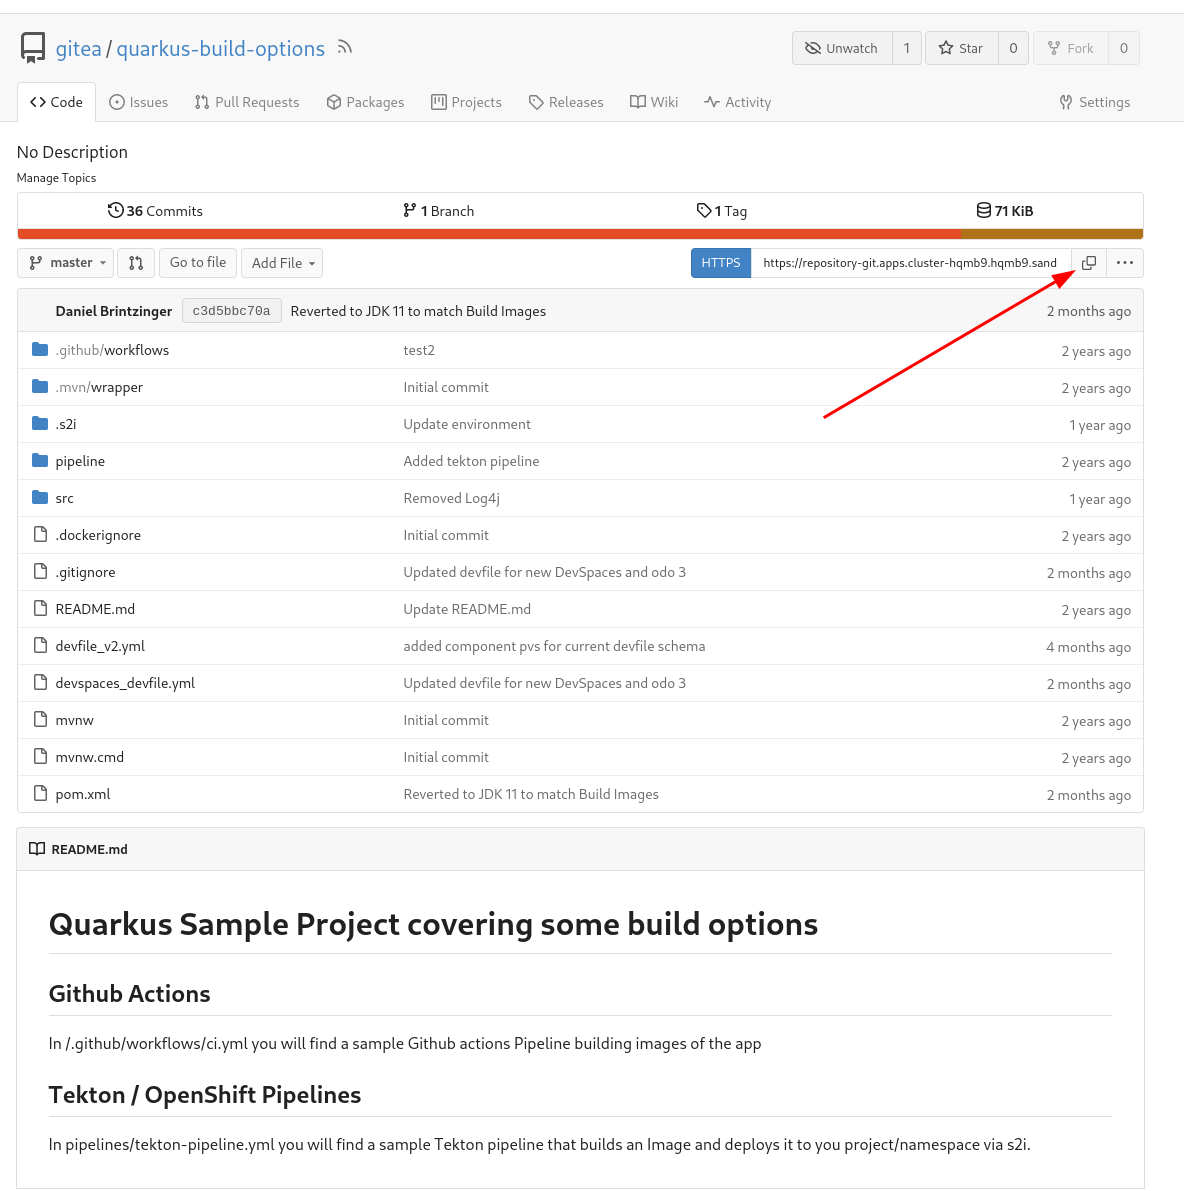 gitea / quarkus-build-options
Unwatch 1 Star 0 Fork 0
Code Issues Pull Requests Packages Projects Releases Wiki Activity Settings
No Description
Manage Topics
36 Commits 1 Branch 1 Tag 71 KiB
master Go to file Add File HTTPS https://repository-git.apps.cluster-hqmb9.hqmb9.sand
Daniel Brintzinger c3d5bbc70a Reverted to JDK 11 to match Build Images 2 months ago
.github/workflows test2 2 years ago
.mvn/wrapper Initial commit 2 years ago
.s2i Update environment 1 year ago
pipeline Added tekton pipeline 2 years ago
src Removed Log4j 1 year ago
.dockerignore Initial commit 2 years ago
.gitignore Updated devfile for new DevSpaces and odo 3 2 months ago
README.md Update README.md 2 years ago
devfile_v2.yml added component pvs for current devfile schema 4 months ago
devspaces_devfile.yml Updated devfile for new DevSpaces and odo 3 2 months ago
mvnw Initial commit 2 years ago
mvnw.cmd Initial commit 2 years ago
pom.xml Reverted to JDK 11 to match Build Images 2 months ago
README.md
Quarkus Sample Project covering some build options
Github Actions
In /.github/workflows/ci.yml you will find a sample Github actions Pipeline building images of the app
Tekton / OpenShift Pipelines
In pipelines/tekton-pipeline.yml you will find a sample Tekton pipeline that builds an Image and deploys it to you project/namespace via s2i.